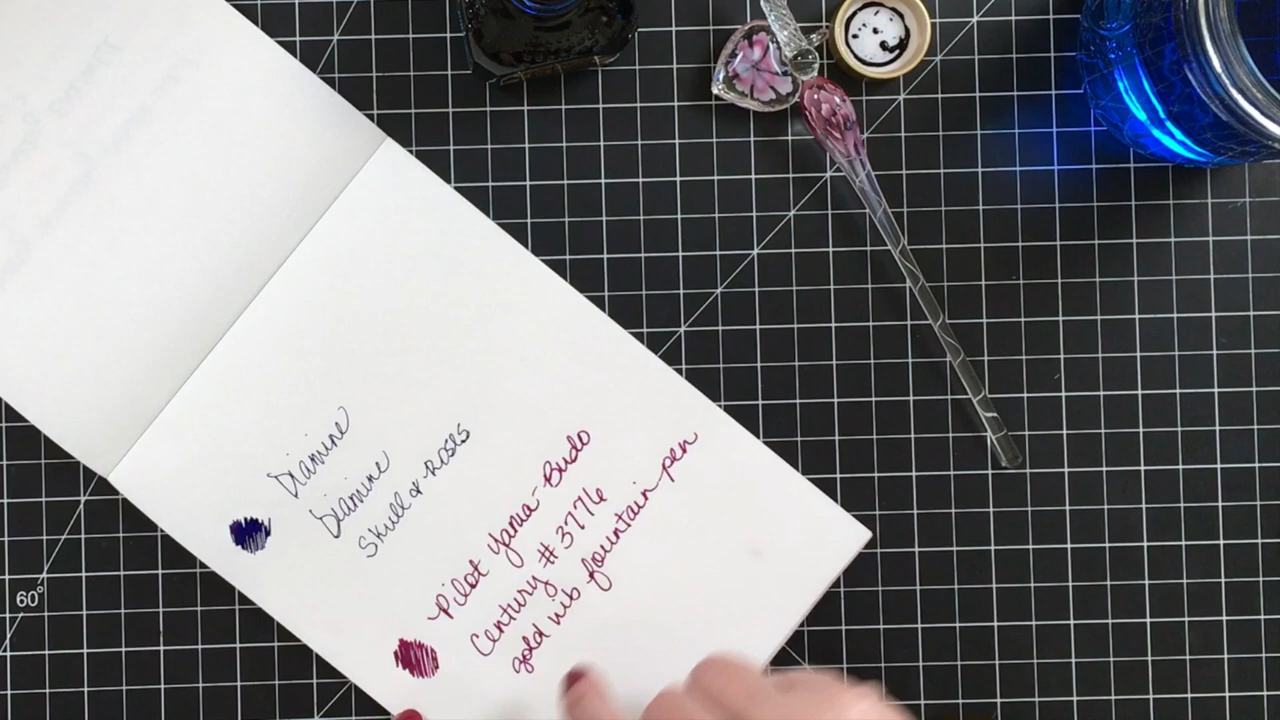 Diamine
Diamine
Skull & Roses
Pilot Yama-Budo
Century #3776
gold nib fountain pen
60°